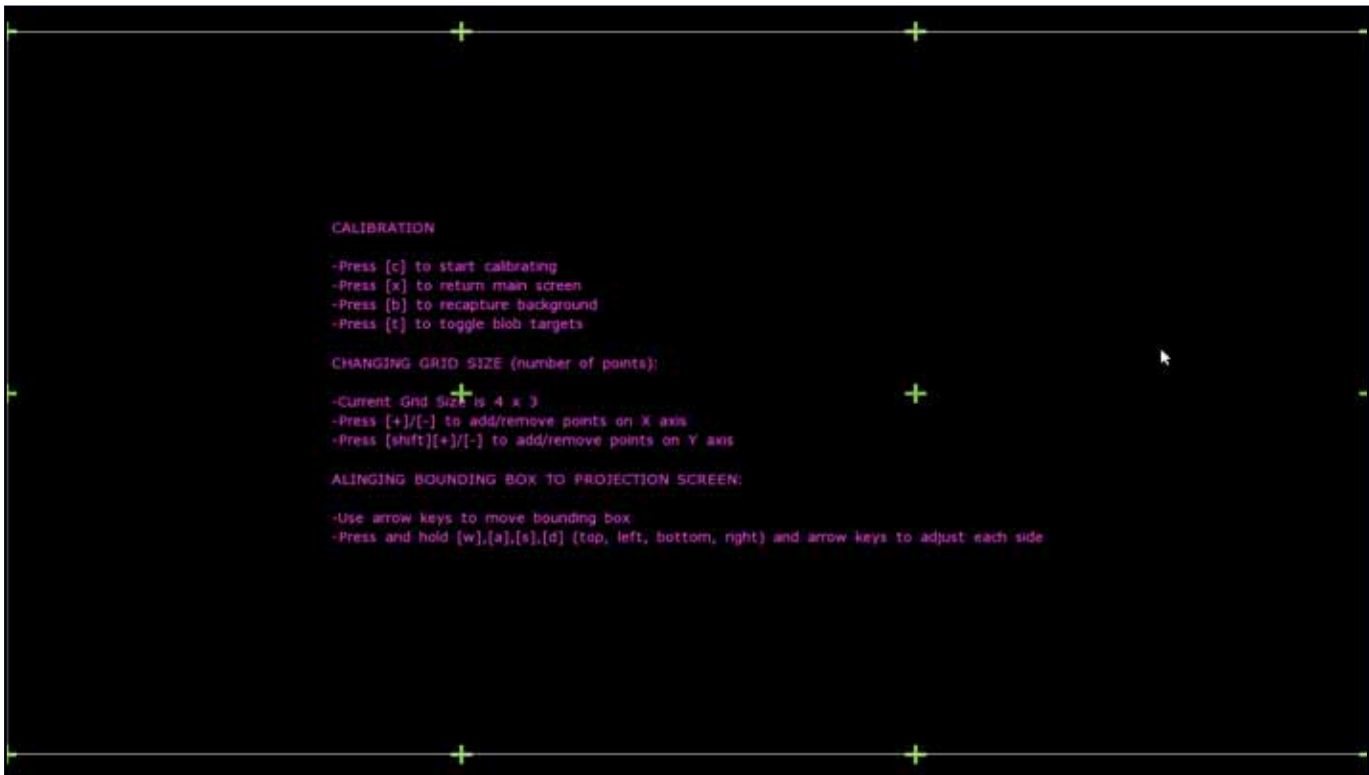 CALIBRATION
-Press [c] to start calibrating
-Press [x] to return main screen
-Press [b] to recapture background
-Press [t] to toggle blob targets
CHANGING GRID SIZE (number of points):
-Current Grid Size is 4 x 3
-Press [+]/[-] to add/remove points on X axis
-Press [shift][+]/[-] to add/remove points on Y axis
ALINGING BOUNDING BOX TO PROJECTION SCREEN:
-Use arrow keys to move bounding box
-Press and hold [w],[a],[s],[d] (top, left, bottom, right) and arrow keys to adjust each side